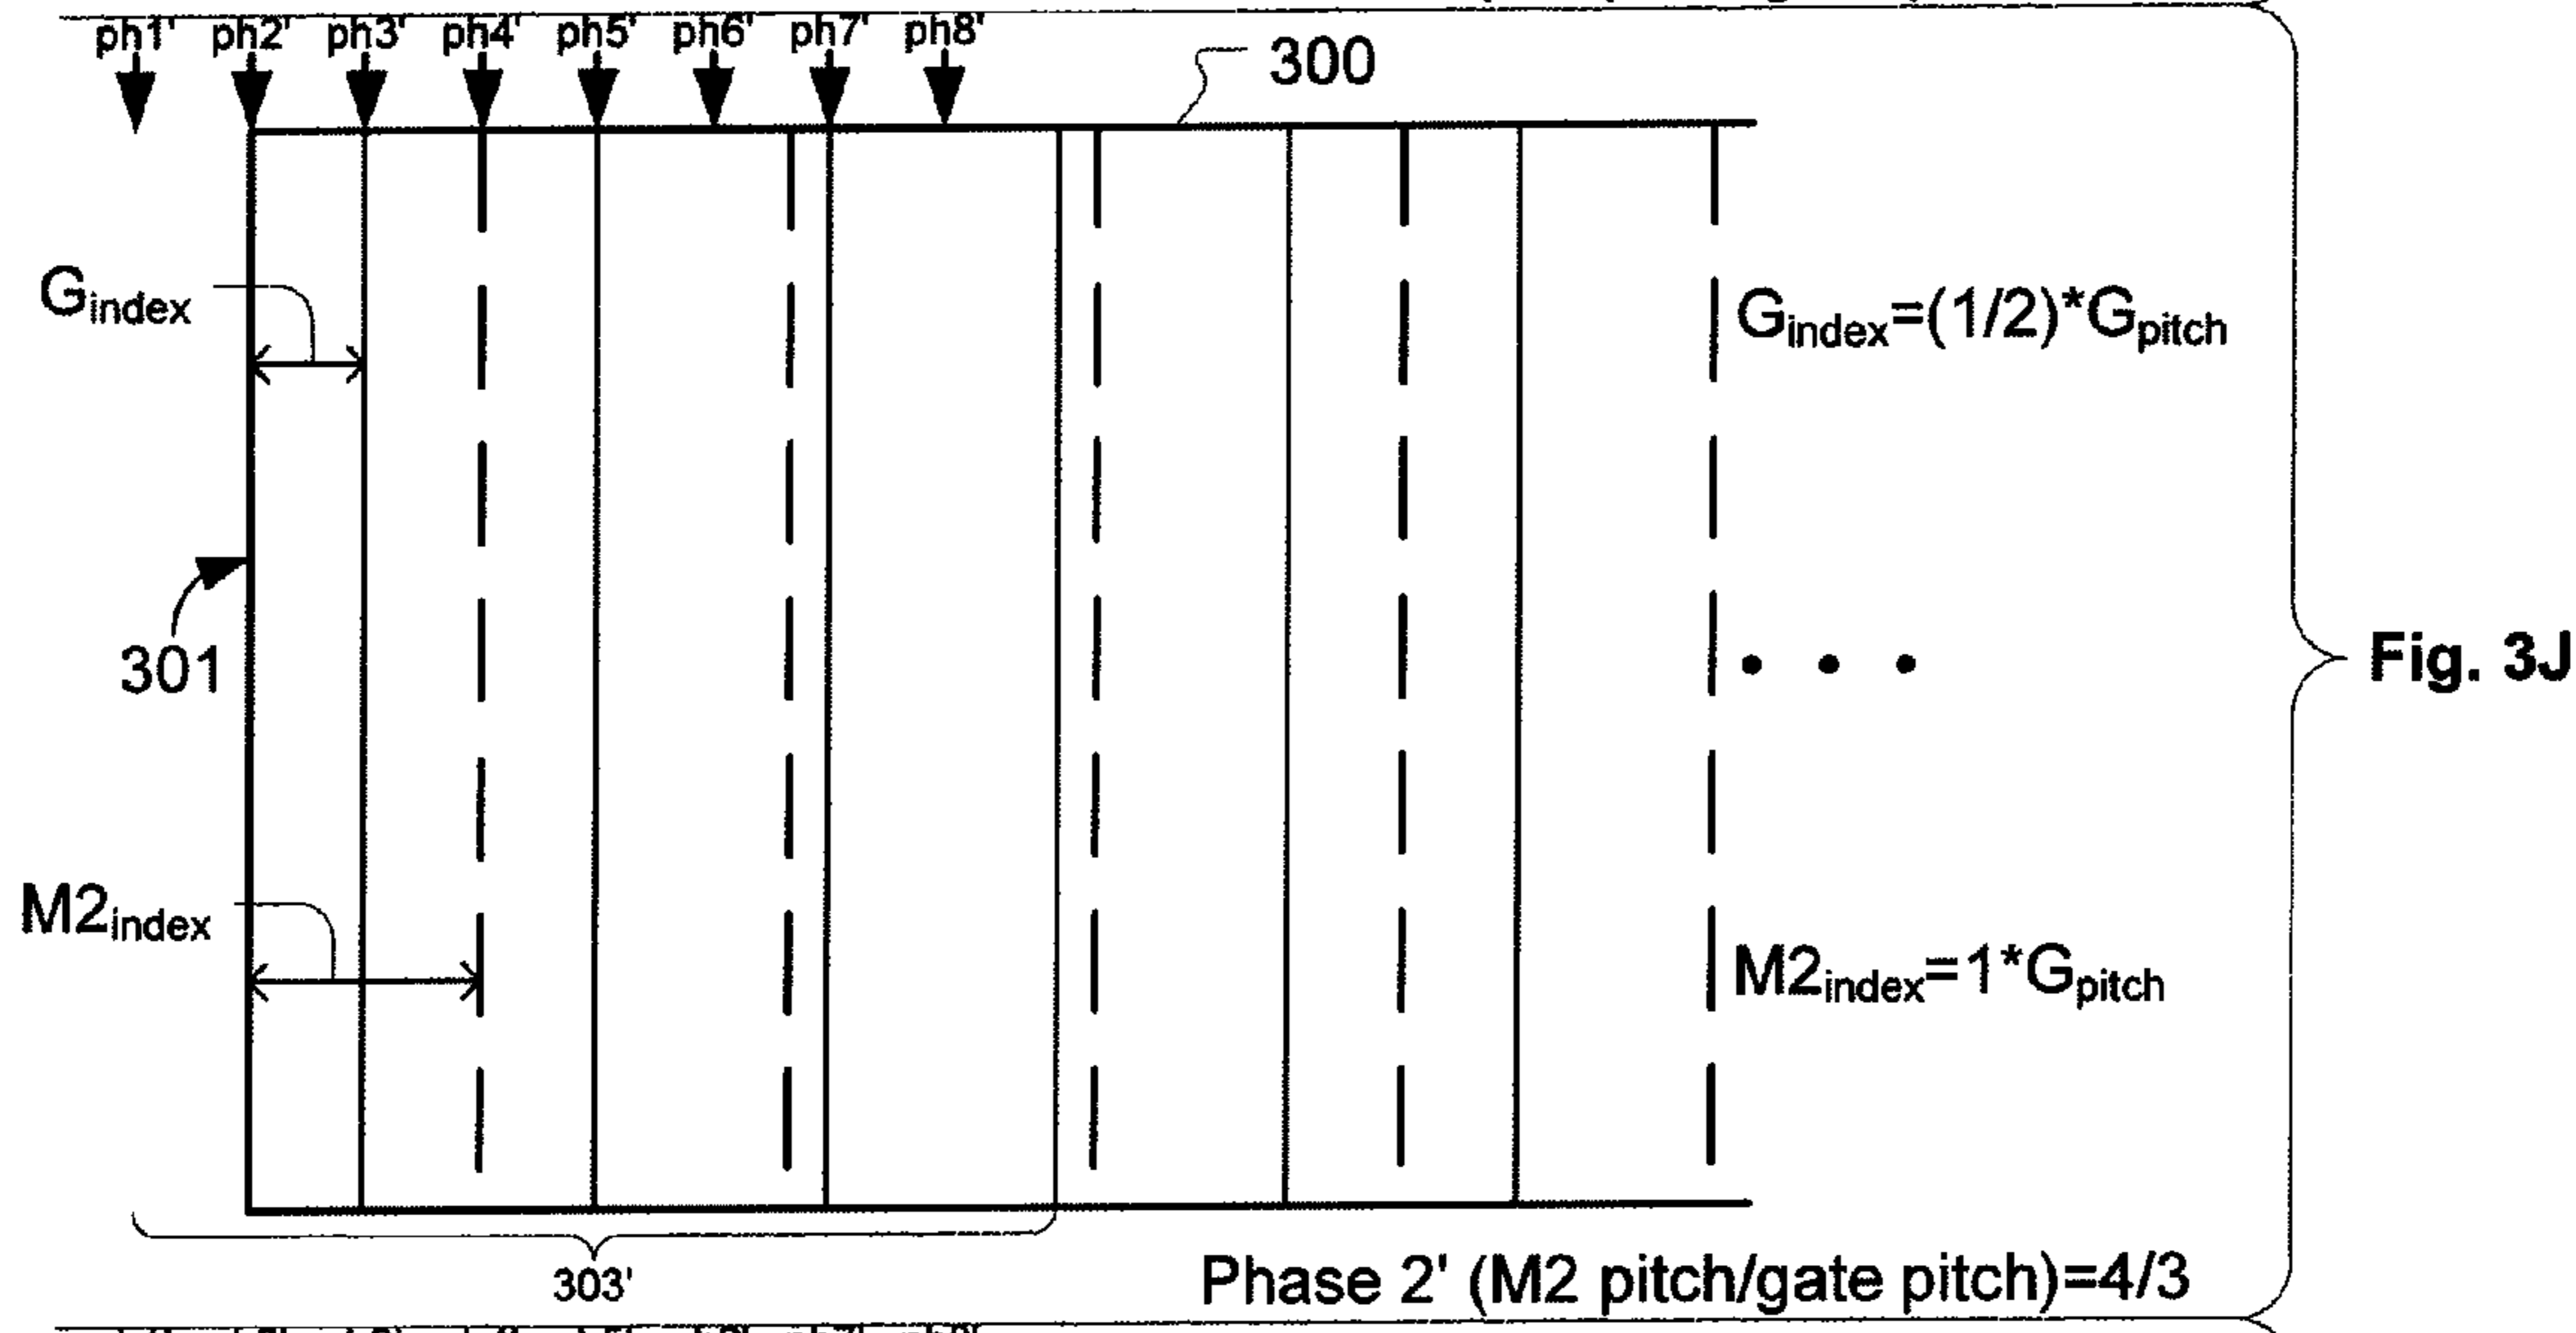 ph1' ph2' ph3' ph4' ph5' ph6' ph7' ph8'
300
Gindex
Gindex=(1/2)*Gpitch
301
Fig. 3J
M2index
M2index=1*Gpitch
303'
Phase 2' (M2 pitch/gate pitch)=4/3